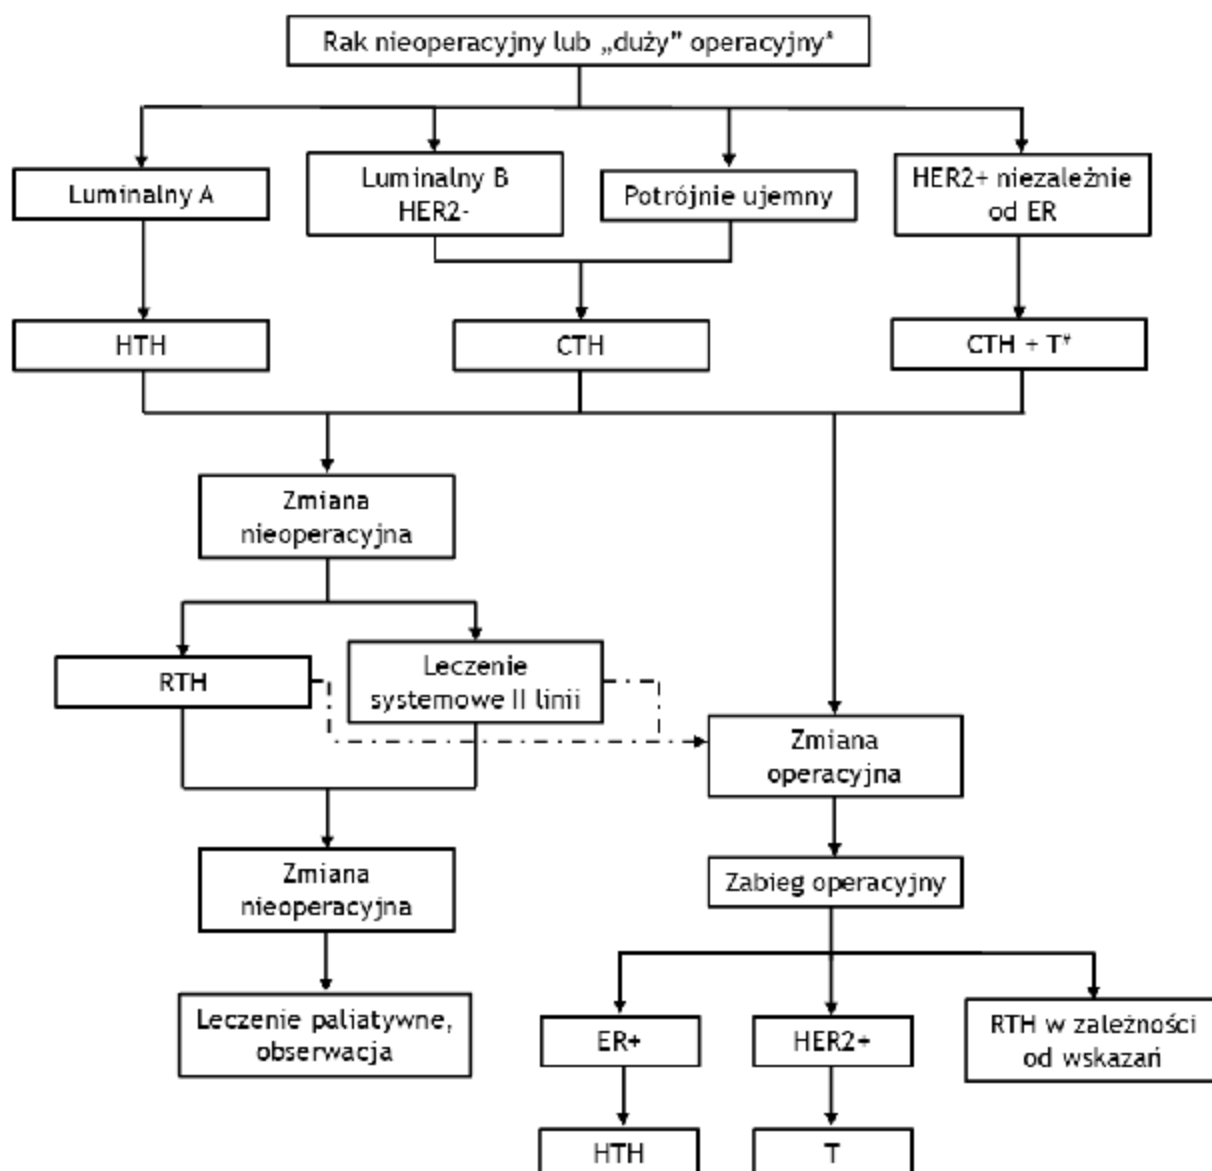 Rak nieoperacyjny lub „duży” operacyjny*
Luminalny A
Luminalny B
HER2-
Potrójnie ujemny
HER2+ niezależnie
od ER
HTH
CTH
CTH + T#
Zmiana
nieoperacyjna
RTH
Leczenie
systemowe II linii
Zmiana
operacyjna
Zmiana
nieoperacyjna
Zabieg operacyjny
Leczenie paliatywne,
obserwacja
ER+
HER2+
RTH w zależności
od wskazań
HTH
T